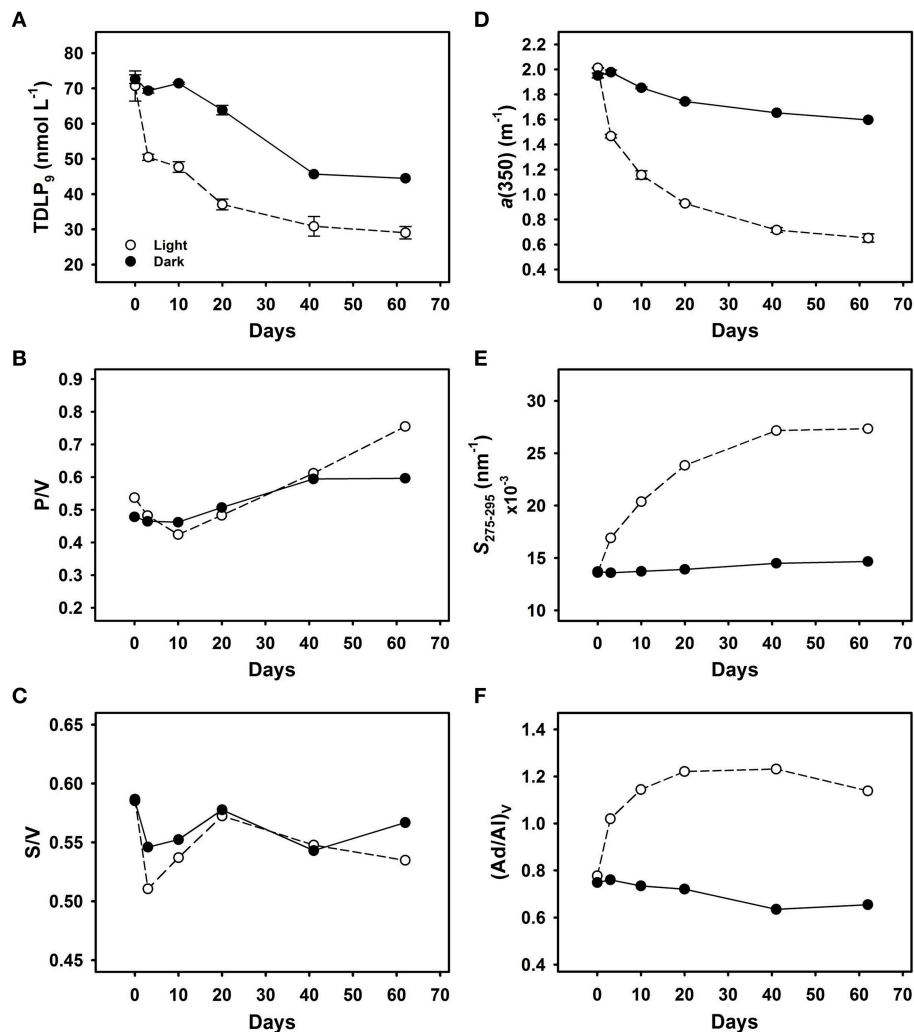 A
TDLP9 (nmol L-1)
80
70
60
50
40
30
20
Light
Dark
0 10 20 30 40 50 60 70
Days
D
a(350) (m-1)
2.2
2.0
1.8
1.6
1.4
1.2
1.0
0.8
0.6
0.4
0 10 20 30 40 50 60 70
Days
B
P/V
0.9
0.8
0.7
0.6
0.5
0.4
0.3
0.2
0 10 20 30 40 50 60 70
Days
E
S275-295 (nm-1)
x10-3
30
25
20
15
10
0 10 20 30 40 50 60 70
Days
C
S/V
0.65
0.60
0.55
0.50
0.45
0 10 20 30 40 50 60 70
Days
F
(Ad/Al)V
1.4
1.2
1.0
0.8
0.6
0.4
0 10 20 30 40 50 60 70
Days